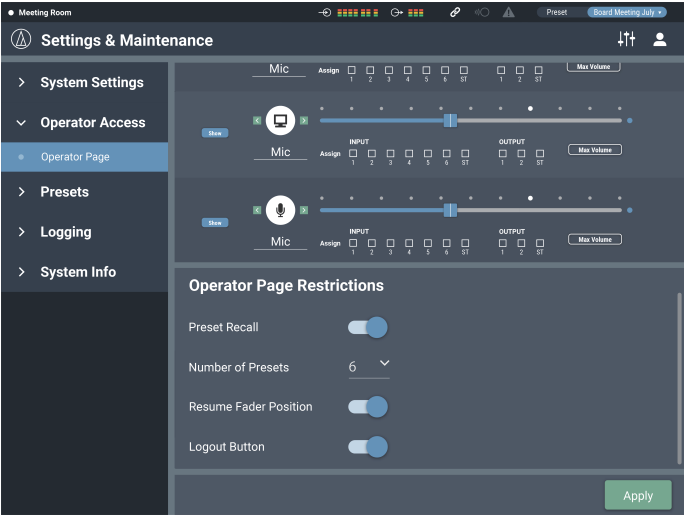 Meeting Room
Preset
Board Meeting July
Settings & Maintenance
System Settings
Operator Access
Operator Page
Presets
Logging
System Info
Mic
Assign
1 2 3 4 5 6 ST
1 2 ST
Max Volume
Show
Mic
INPUT
Assign
1 2 3 4 5 6 ST
OUTPUT
1 2 ST
Max Volume
Show
Mic
INPUT
Assign
1 2 3 4 5 6 ST
OUTPUT
1 2 ST
Max Volume
Operator Page Restrictions
Preset Recall
Number of Presets 6
Resume Fader Position
Logout Button
Apply